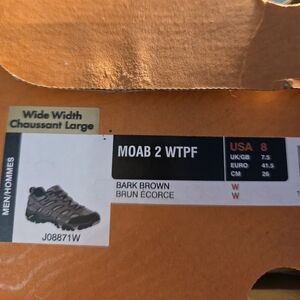 Wide Width
Chaussant Large
MEN/HOMMES
J08871W
MOAB 2 WTPF
BARK BROWN
BRUN ÉCORCE
USA 8
UK/GB 7.5
EURO 41.5
CM 26
W
W